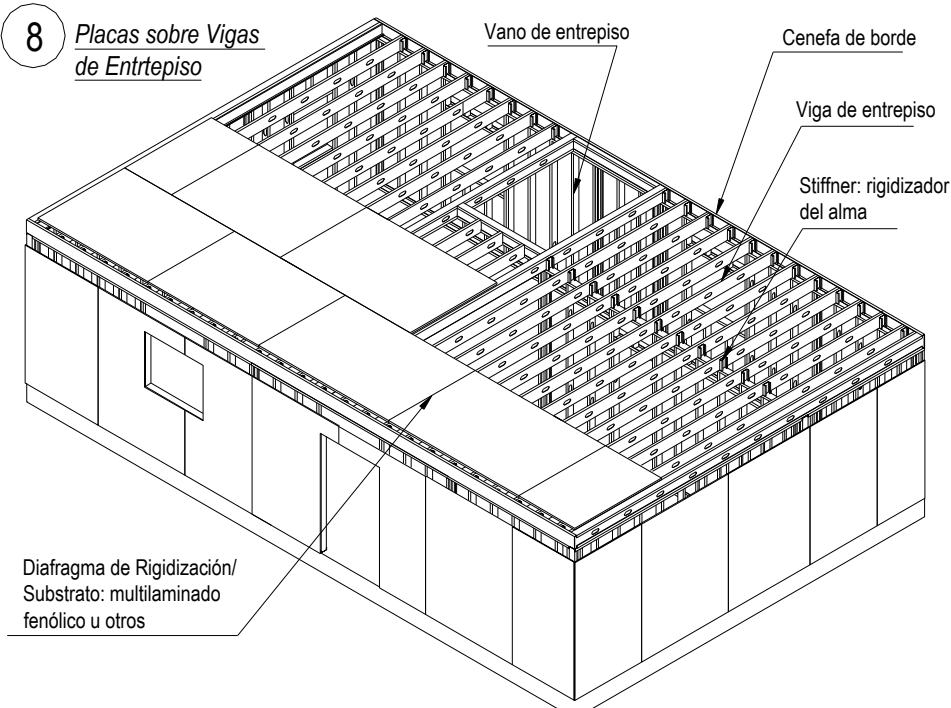 8
Placas sobre Vigas
de Entrtepiso
Vano de entrepiso
Cenefa de borde
Viga de entrepiso
Stiffner: rigidizador
del alma
Diafragma de Rigidización/
Substrato: multilaminado
fenólico u otros